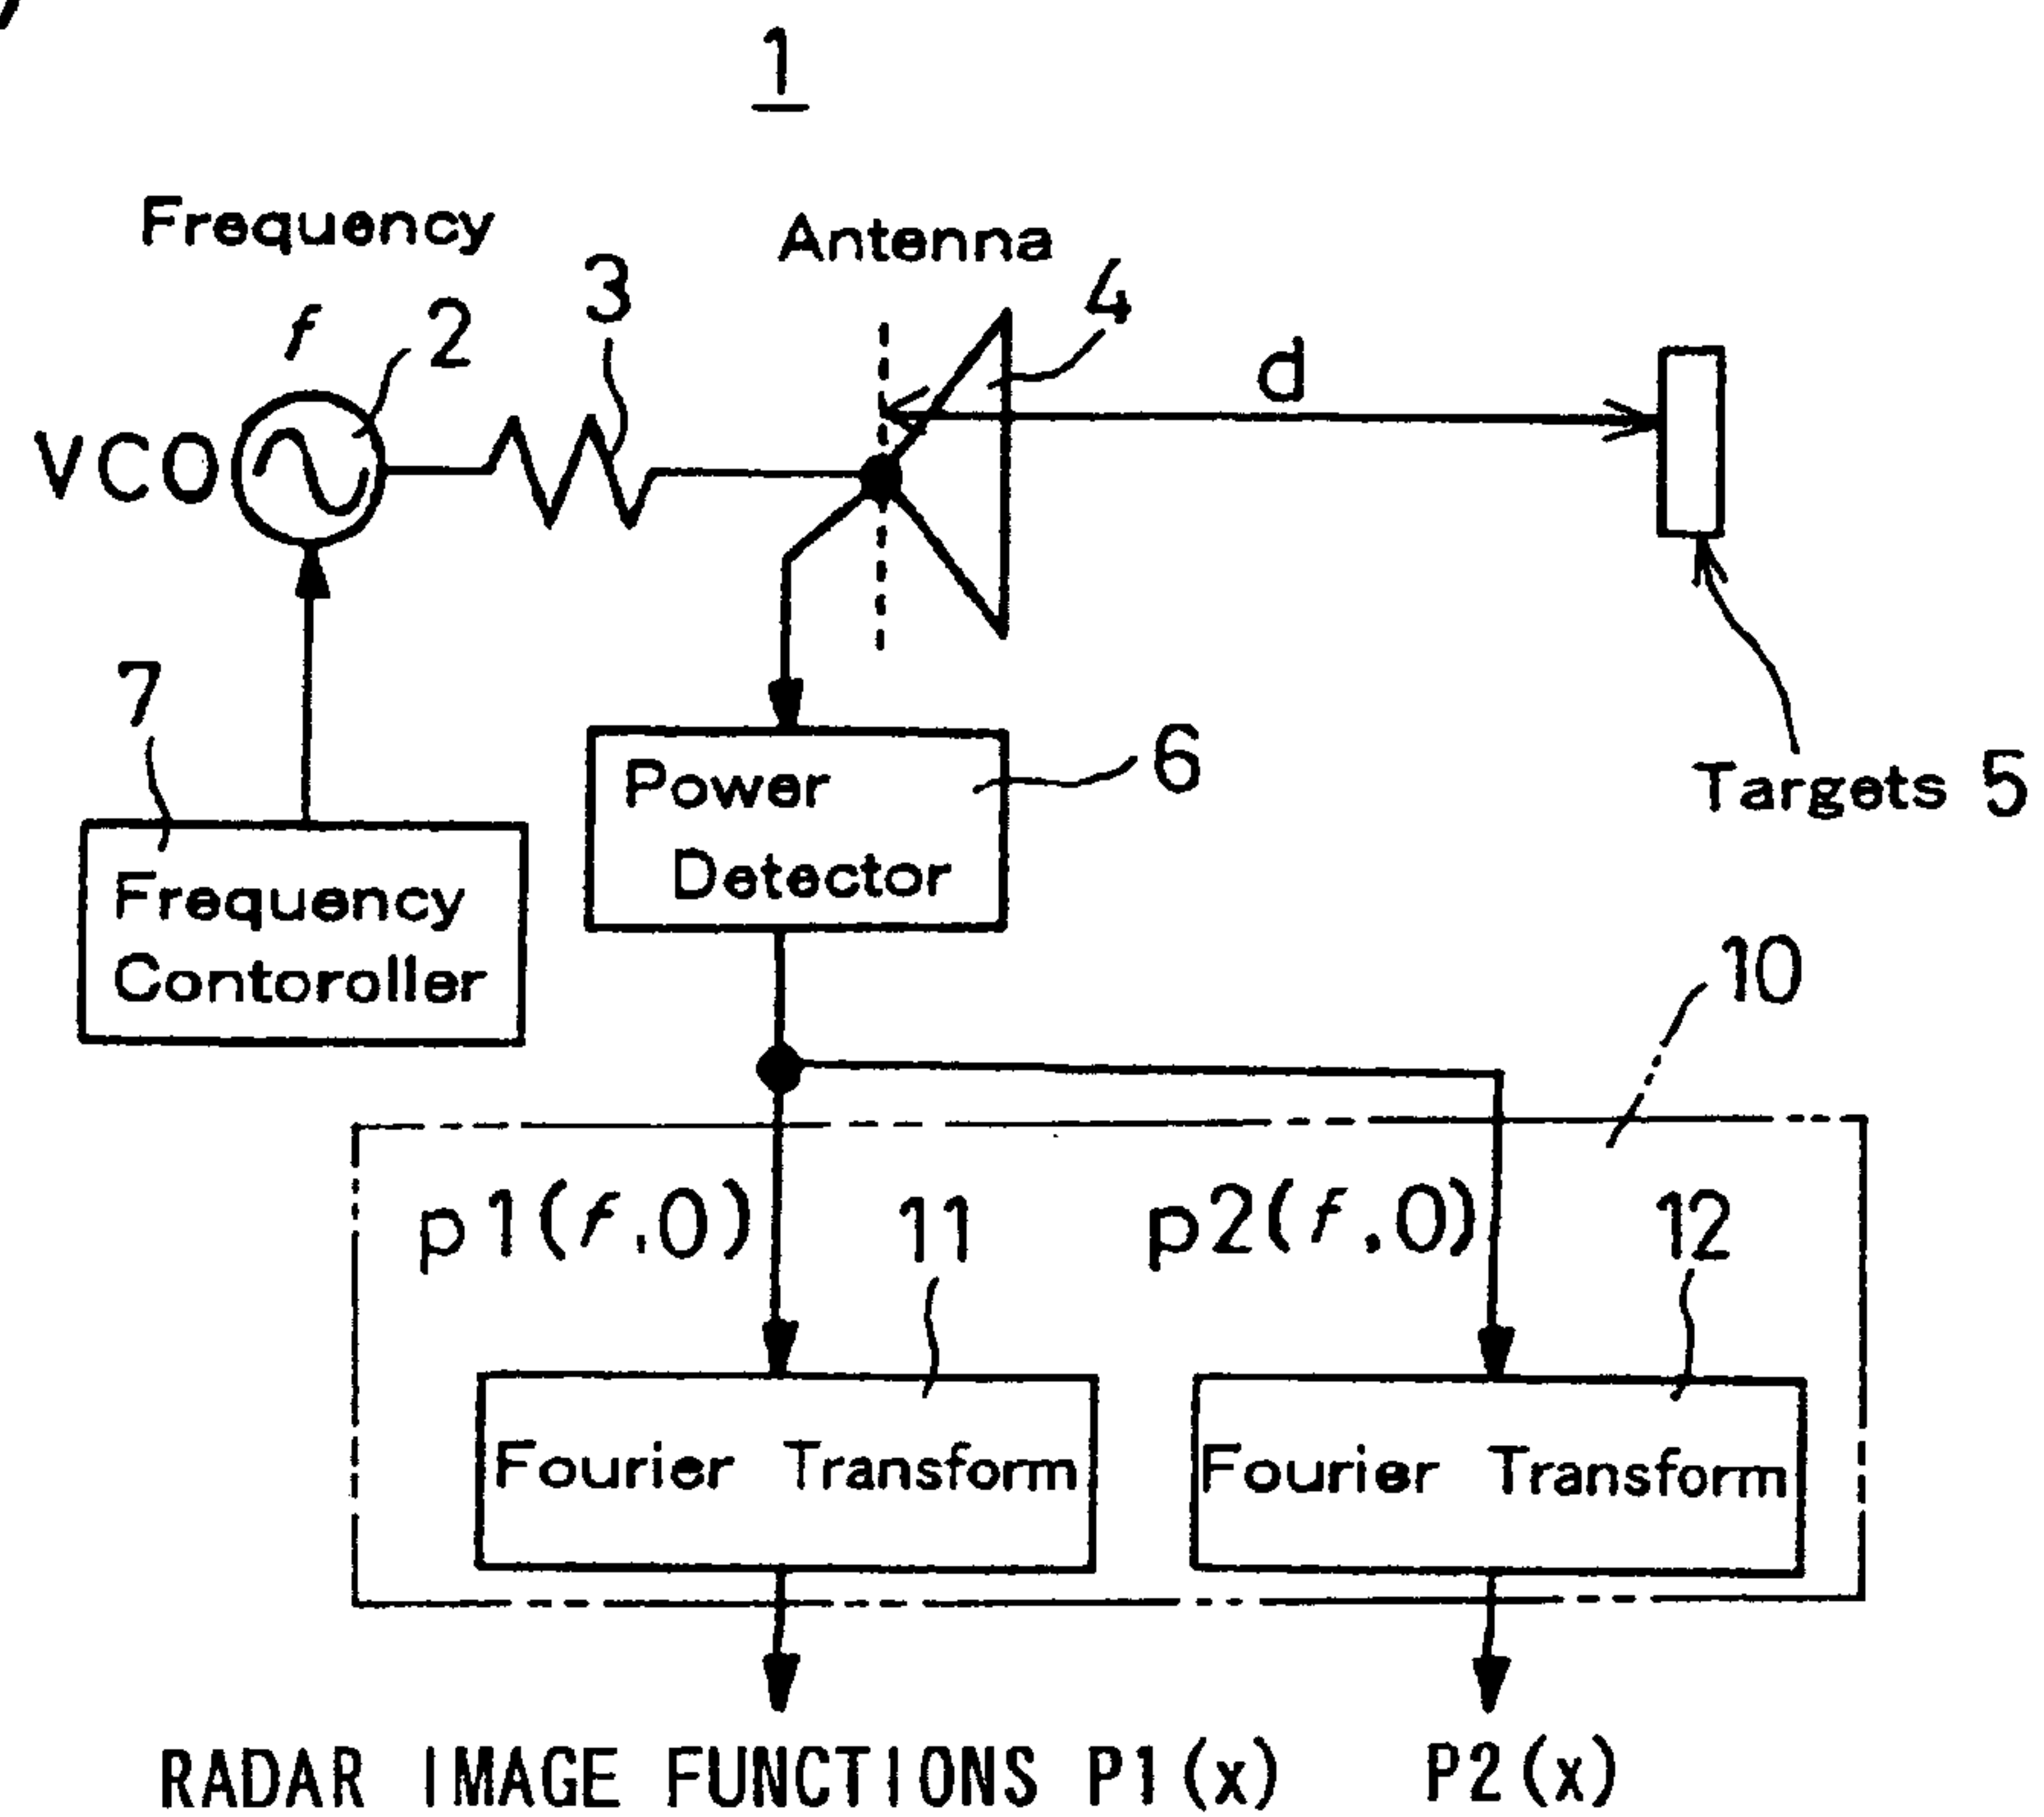 1
Frequency
Antenna
f
2
3
4
d
VCO
7
Power
Detector
6
Targets 5
Frequency
Contoroller
10
p1(f,0)
11
p2(f,0)
12
Fourier Transform
Fourier Transform
RADAR IMAGE FUNCTIONS P1(x)
P2(x)